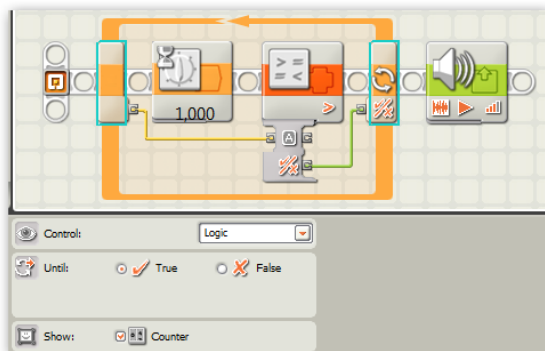 1,000
> =
= <
>
A
Control: Logic
Until: True False
Show: Counter